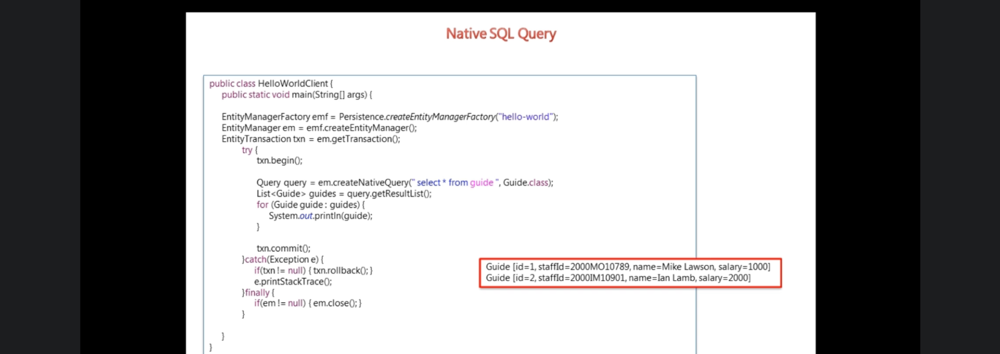 Native SQL Query
public class HelloWorldClient {
public static void main(String[] args) {
EntityManagerFactory emf = Persistence.createEntityManagerFactory("hello-world");
EntityManager em = emf.createEntityManager();
EntityTransaction txn = em.getTransaction();
try {
txn.begin();
Query query = em.createNativeQuery(" select * from guide ", Guide.class);
List<Guide> guides = query.getResultList();
for (Guide guide : guides) {
System.out.println(guide);
}
txn.commit();
}catch(Exception e) {
if(txn != null) { txn.rollback(); }
e.printStackTrace();
}finally {
if(em != null) { em.close(); }
}
}
}
Guide [id=1, staffId=2000MO10789, name=Mike Lawson, salary=1000]
Guide [id=2, staffId=2000IM10901, name=Ian Lamb, salary=2000]